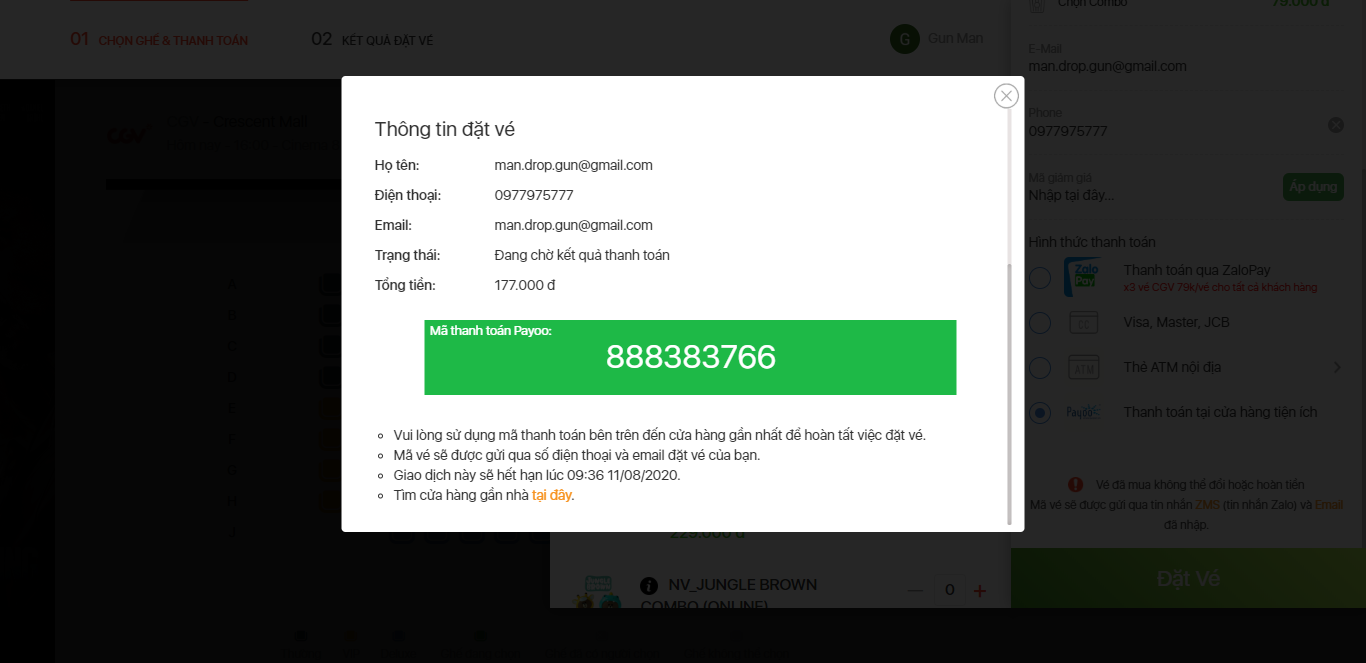 01 CHỌN GHẾ & THANH TOÁN
02 KẾT QUẢ ĐẶT VÉ
G Gun Man
Chọn Combo
79.000 đ
E-Mail
man.drop.gun@gmail.com
Phone
0977975777
Mã giảm giá
Nhập tại đây...
Áp dụng
Hình thức thanh toán
Zalo Pay
Thanh toán qua ZaloPay
x3 vé CGV 79k/vé cho tất cả khách hàng
CC
Visa, Master, JCB
ATM
Thẻ ATM nội địa
Payoo
Thanh toán tại cửa hàng tiện ích
Vé đã mua không thể đổi hoặc hoàn tiền
Mã vé sẽ được gửi qua tin nhắn ZMS (tin nhắn Zalo) và Email
đã nhập.
Đặt Vé
CGV
Crescent Mall
A
B
C
D
E
F
G
H
I
Thông tin đặt vé
Họ tên: man.drop.gun@gmail.com
Điện thoại: 0977975777
Email: man.drop.gun@gmail.com
Trạng thái: Đang chờ kết quả thanh toán
Tổng tiền: 177.000 đ
Mã thanh toán Payoo:
888383766
Vui lòng sử dụng mã thanh toán bên trên đến cửa hàng gần nhất để hoàn tất việc đặt vé.
Mã vé sẽ được gửi qua số điện thoại và email đặt vé của bạn.
Giao dịch này sẽ hết hạn lúc 09:36 11/08/2020.
Tìm cửa hàng gần nhà tại đây.
229.000 đ
NV_JUNGLE BROWN
COMBO (ONLINE)
0